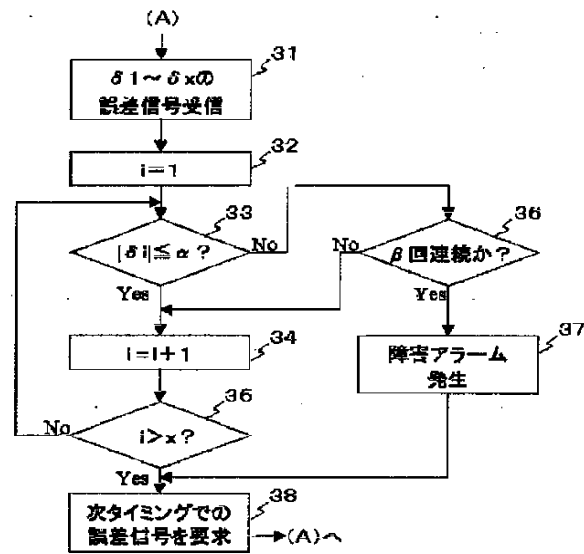 (A)
31
δ1～δxの
誤差信号受信
32
i=1
33
|δi|≦α?
No
Yes
36
β回連続か?
No
Yes
34
i=i+1
37
障害アラーム
発生
35
i>x?
No
Yes
38
次タイミングでの
誤差信号を要求
→(A)へ